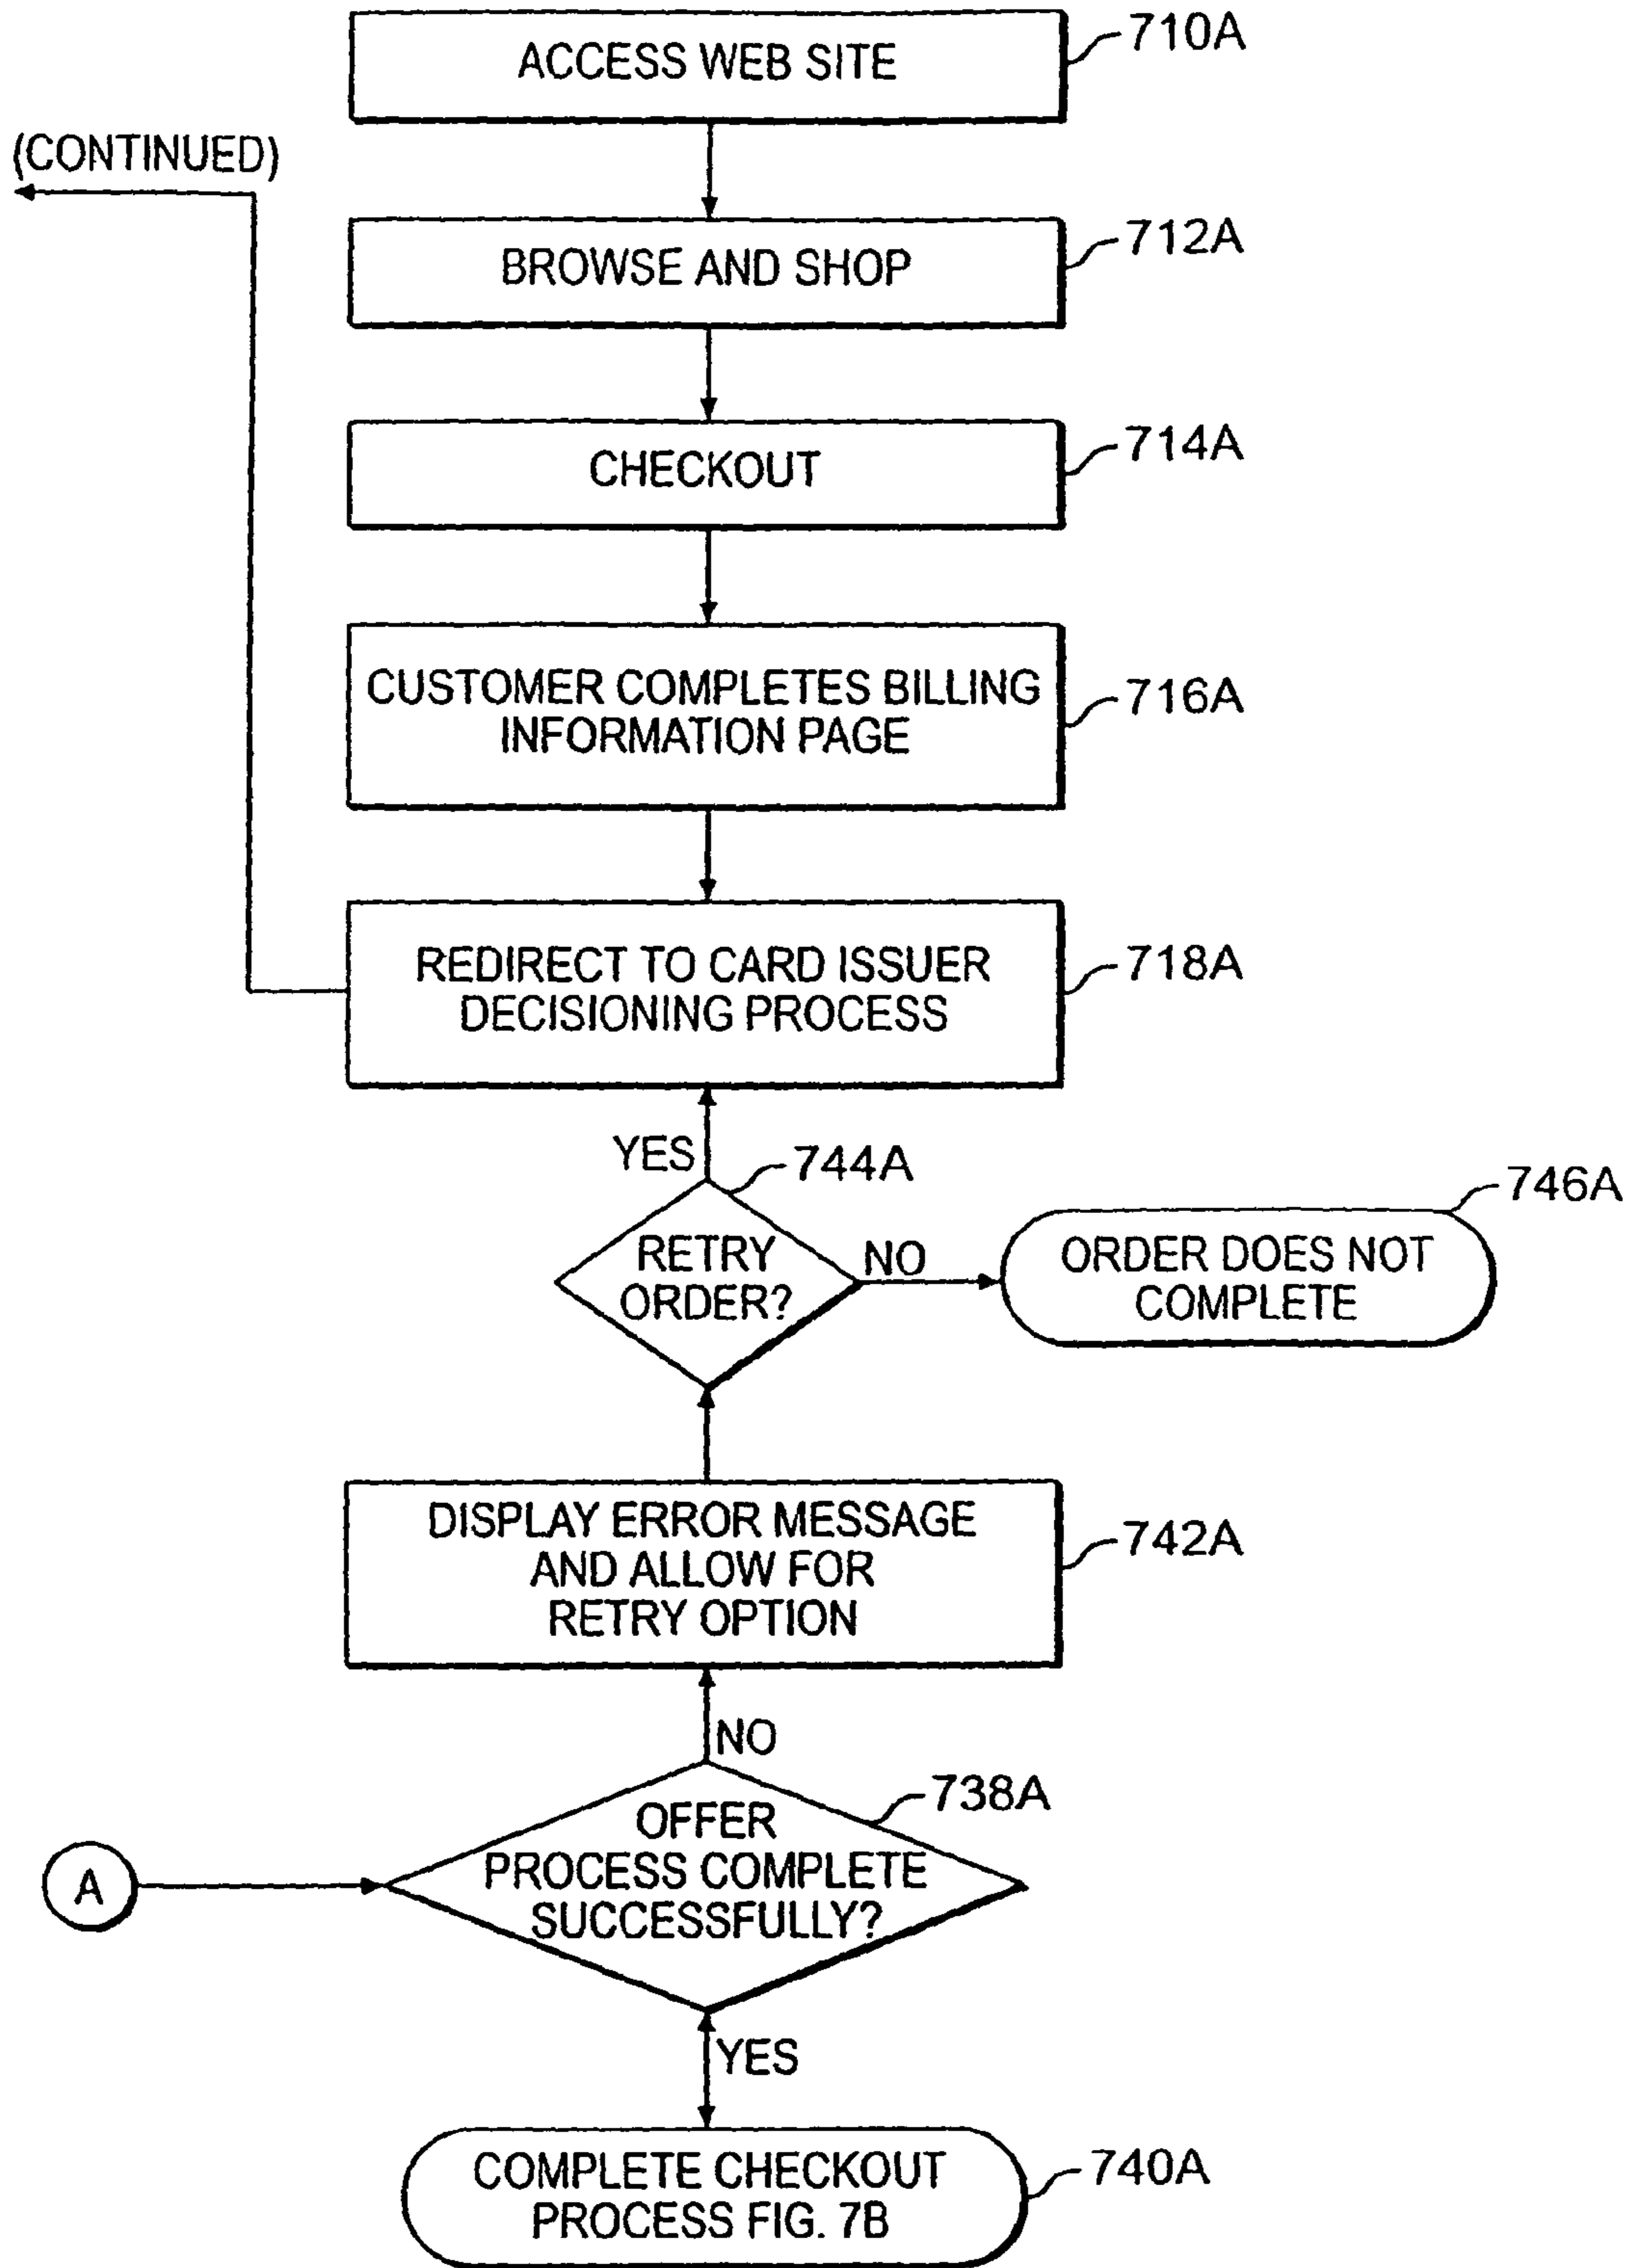 ACCESS WEB SITE
710A
(CONTINUED)
BROWSE AND SHOP
712A
CHECKOUT
714A
CUSTOMER COMPLETES BILLING
INFORMATION PAGE
716A
REDIRECT TO CARD ISSUER
DECISIONING PROCESS
718A
YES
744A
RETRY
ORDER?
NO
746A
ORDER DOES NOT
COMPLETE
DISPLAY ERROR MESSAGE
AND ALLOW FOR
RETRY OPTION
742A
NO
738A
OFFER
PROCESS COMPLETE
SUCCESSFULLY?
A
YES
COMPLETE CHECKOUT
PROCESS FIG. 7B
740A